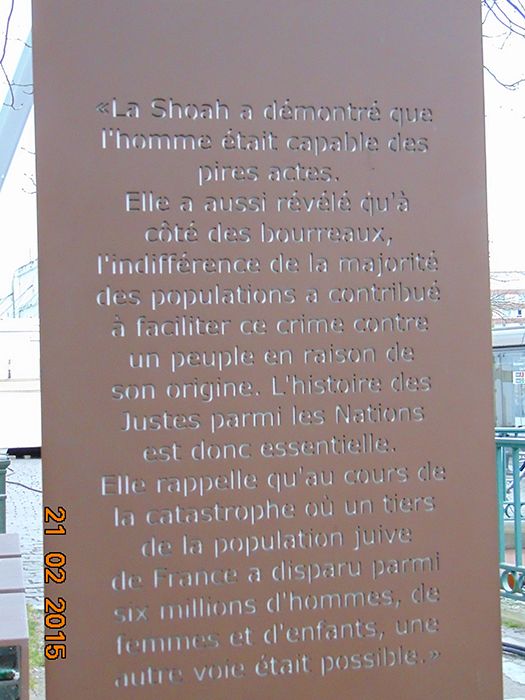 «La Shoah a démontré que
l'homme était capable des
pires actes.
Elle a aussi révélé qu'à
côté des bourreaux,
l'indifférence de la majorité
des populations a contribué
à faciliter ce crime contre
un peuple en raison de
son origine. L'histoire des
Justes parmi les Nations
est donc essentielle.
Elle rappelle qu'au cours de
la catastrophe où un tiers
de la population juive
de France a disparu parmi
six millions d'hommes, de
femmes et d'enfants, une
autre voie était possible.»
21 02 2015